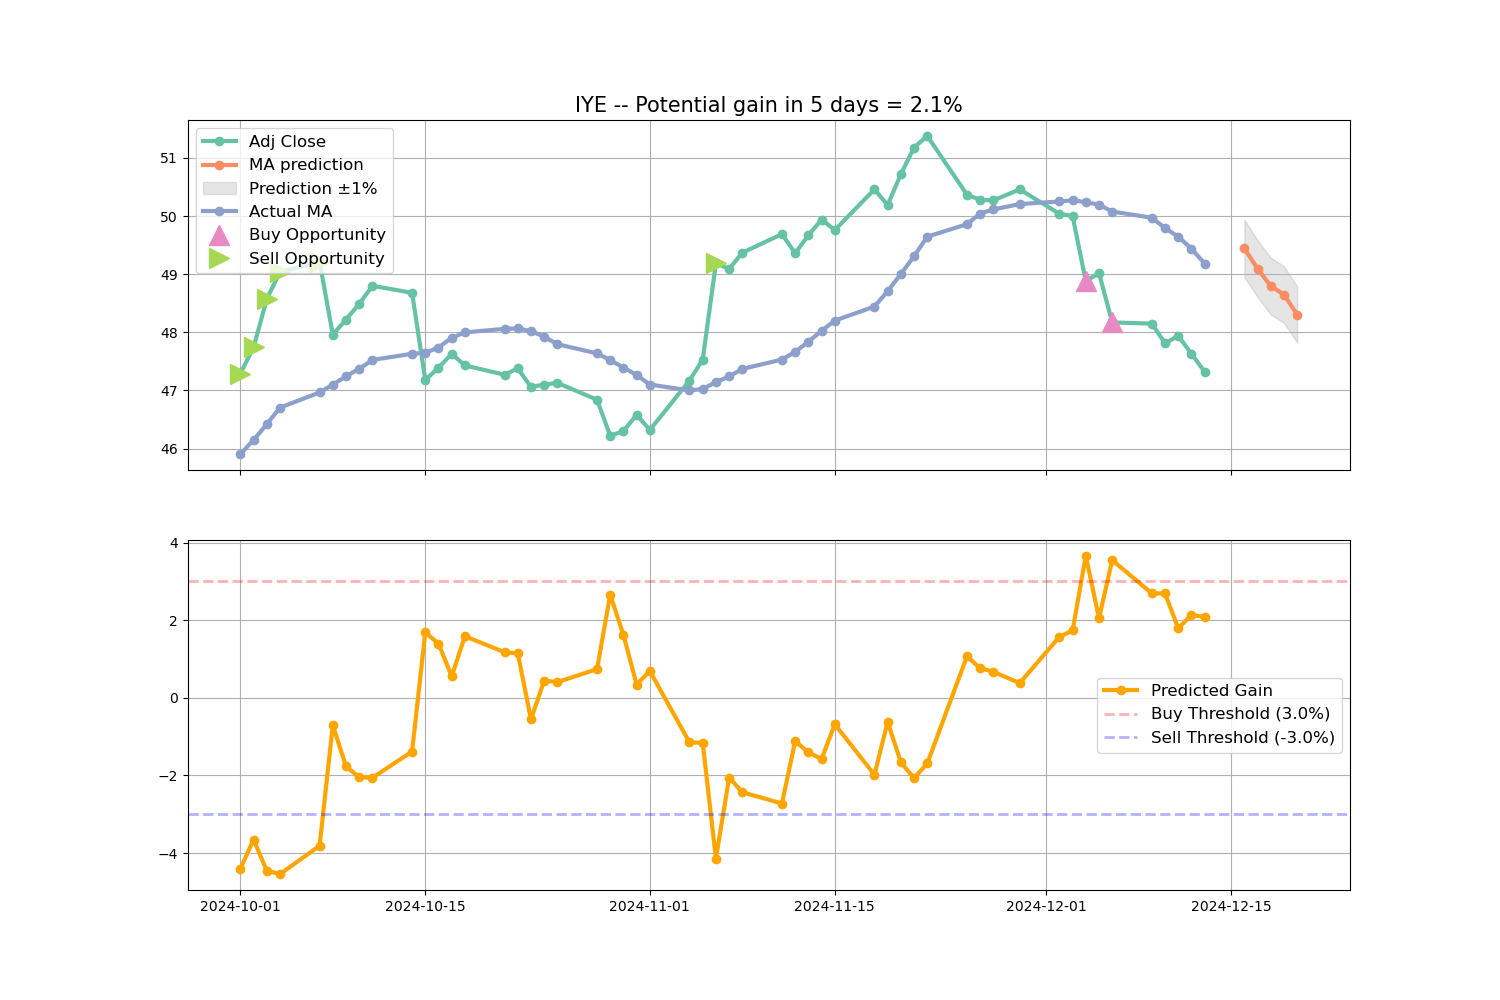 IYE -- Potential gain in 5 days = 2.1%
51
50
49
48
47
46
Adj Close
MA prediction
Prediction ±1%
Actual MA
Buy Opportunity
Sell Opportunity
4
2
0
−2
−4
Predicted Gain
Buy Threshold (3.0%)
Sell Threshold (-3.0%)
2024-10-01
2024-10-15
2024-11-01
2024-11-15
2024-12-01
2024-12-15